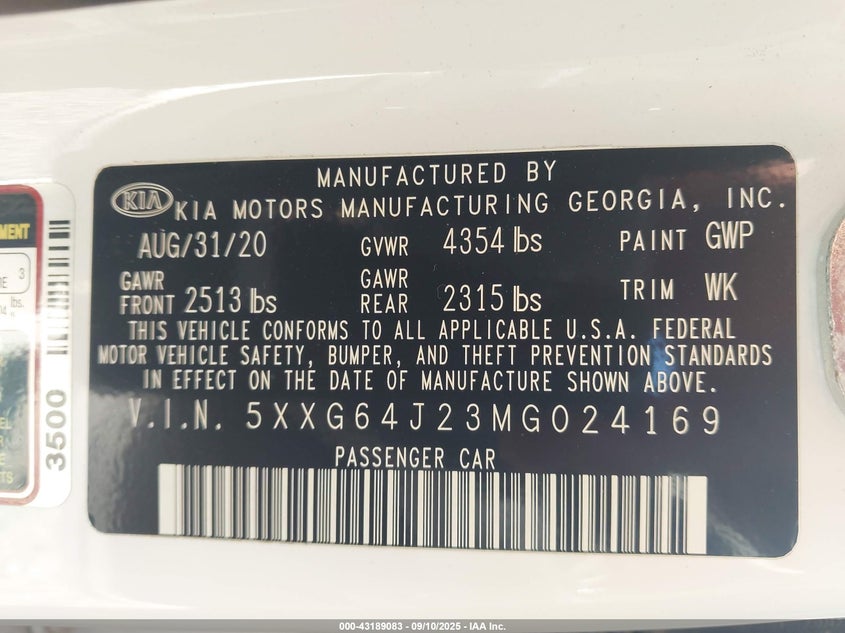 MANUFACTURED BY
KIA KIA MOTORS MANUFACTURING GEORGIA, INC.
AUG/31/20 GVWR 4354 lbs PAINT GWP
GAWR FRONT 2513 lbs GAWR REAR 2315 lbs TRIM WK
THIS VEHICLE CONFORMS TO ALL APPLICABLE U.S.A. FEDERAL
MOTOR VEHICLE SAFETY, BUMPER, AND THEFT PREVENTION STANDARDS
IN EFFECT ON THE DATE OF MANUFACTURE SHOWN ABOVE.
V.I.N. 5XXG64J23MG024169
PASSENGER CAR
3500
3
lbs.
000-43189083 - 09/10/2025 - IAA Inc.